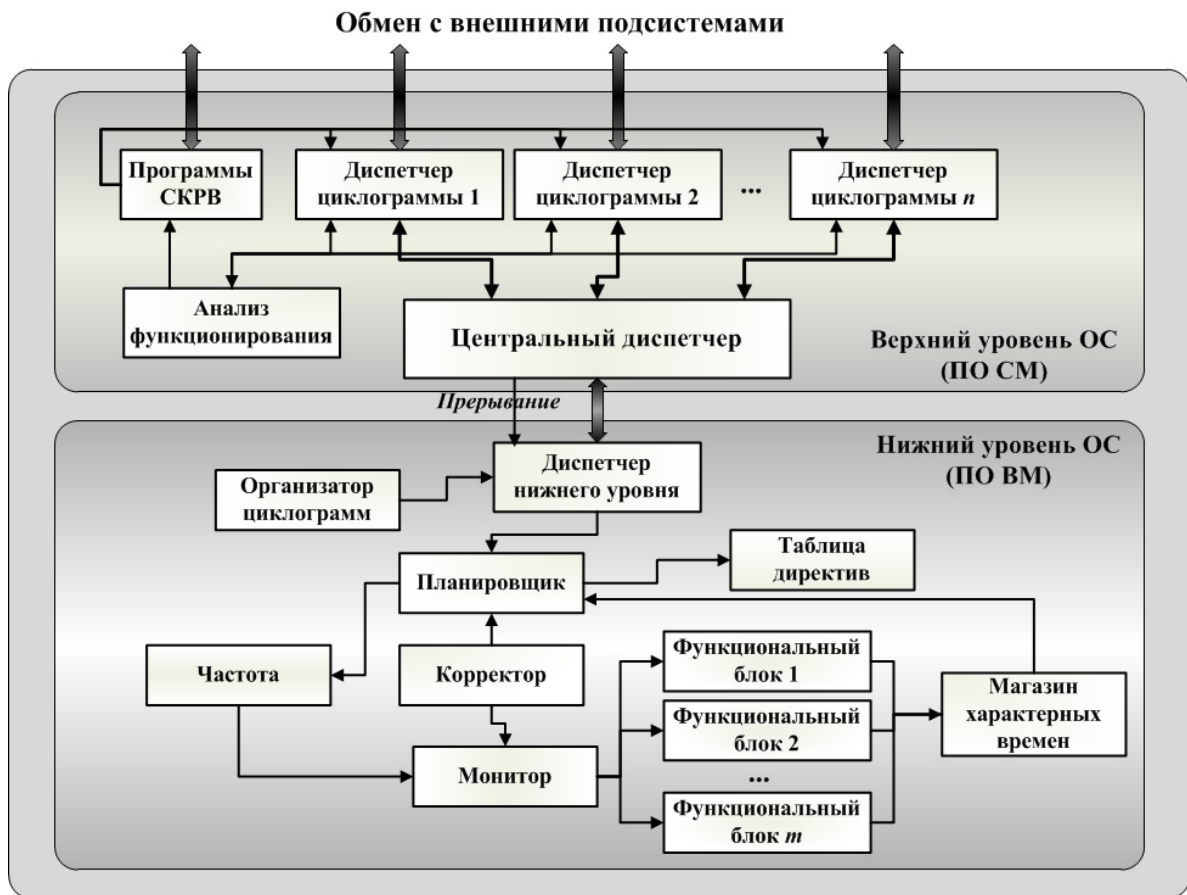 Обмен с внешними подсистемами
Программы
СКРВ
Диспетчер
циклограммы 1
Диспетчер
циклограммы 2
...
Диспетчер
циклограммы n
Анализ
функционирования
Центральный диспетчер
Верхний уровень ОС
(ПО СМ)
Прерывание
Нижний уровень ОС
(ПО ВМ)
Диспетчер
нижнего уровня
Организатор
циклограмм
Планировщик
Таблица
директив
Частота
Корректор
Функциональный
блок 1
Магазин
характерных
времен
Функциональный
блок 2
Монитор
...
Функциональный
блок m